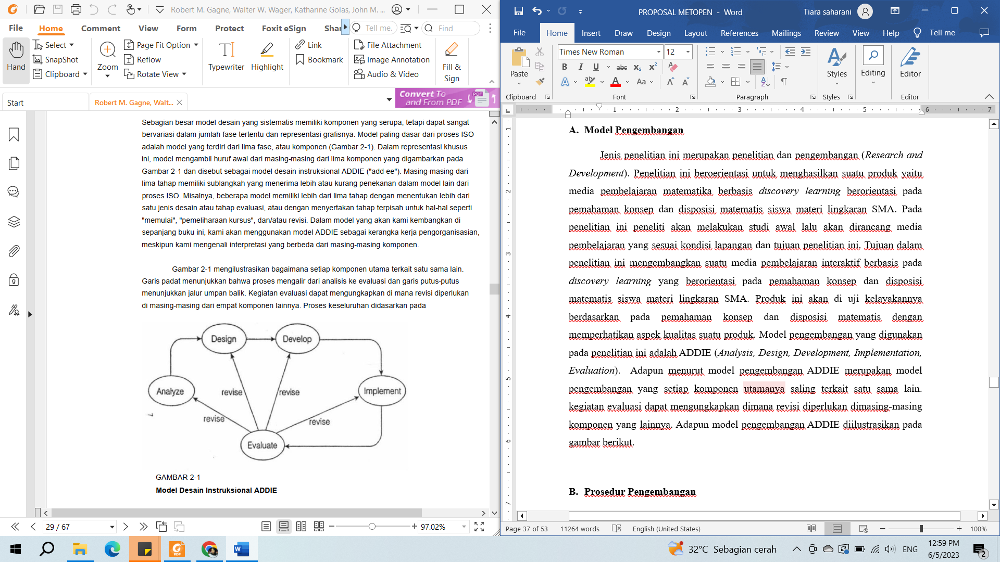 Robert M. Gagne, Walter W. Wager, Katharine Golas, John M. ...
File Home Comment View Form Protect Foxit eSign Shar Tell me. Find
Hand
Select
SnapShot
Clipboard
Zoom
Page Fit Option
Reflow
Rotate View
Typewriter
Highlight
Link
Bookmark
File Attachment
Image Annotation
Audio & Video
Fill &
Sign
Start
Robert M. Gagne, Walt...
Convert To
and From PDF
PDF
Sebagian besar model desain yang sistematis memiliki komponen yang serupa, tetapi dapat sangat
bervariasi dalam jumlah fase tertentu dan representasi grafisnya. Model paling dasar dari proses ISO
adalah model yang terdiri dari lima fase, atau komponen (Gambar 2-1). Dalam representasi khusus
ini, model mengambil huruf awal dari masing-masing dari lima komponen yang digambarkan pada
Gambar 2-1 dan disebut sebagai model desain instruksional ADDIE ("add-ee"). Masing-masing dari
lima tahap memiliki sublangkah yang menerima lebih atau kurang penekanan dalam model lain dari
proses ISO. Misalnya, beberapa model memiliki lebih dari lima tahap dengan menentukan lebih dari
satu jenis desain atau tahap evaluasi, atau dengan menyertakan tahap terpisah untuk hal-hal seperti
"memulai", "pemeliharaan kursus", dan/atau revisi. Dalam model yang akan kami kembangkan di
sepanjang buku ini, kami akan menggunakan model ADDIE sebagai kerangka kerja pengorganisasian,
meskipun kami mengenali interpretasi yang berbeda dari masing-masing komponen.
Gambar 2-1 mengilustrasikan bagaimana setiap komponen utama terkait satu sama lain.
Garis padat menunjukkan bahwa proses mengalir dari analisis ke evaluasi dan garis putus-putus
menunjukkan jalur umpan balik. Kegiatan evaluasi dapat mengungkapkan di mana revisi diperlukan
di masing-masing dari empat komponen lainnya. Proses keseluruhan didasarkan pada
Design
Develop
Analyze
revise
revise
Implement
revise
revise
Evaluate
GAMBAR 2-1
Model Desain Instruksional ADDIE
29 / 67
97.02%
PROPOSAL METOPEN - Word
Tiara saharani
File Home Insert Draw Design Layout References Mailings Review View Help Tell me
Paste
Clipboard
Times New Roman
12
B I U abc x₂ x²
A ab A Aa A A
Font
Paragraph
Styles
Styles
Editing
Editor
Editor
1 2 3 4 5 6 7
1
2
3
4
5
6
7
A. Model Pengembangan
Jenis penelitian ini merupakan penelitian dan pengembangan (Research and
Development). Penelitian ini beroerientasi untuk menghasilkan suatu produk yaitu
media pembelajaran matematika berbasis discovery learning berorientasi pada
pemahaman konsep dan disposisi matematis siswa materi lingkaran SMA. Pada
penelitian ini peneliti akan melakukan studi awal lalu akan dirancang media
pembelajaran yang sesuai kondisi lapangan dan tujuan penelitian ini. Tujuan dalam
penelitian ini mengembangkan suatu media pembelajaran interaktif berbasis pada
discovery learning yang berorientasi pada pemahaman konsep dan disposisi
matematis siswa materi lingkaran SMA. Produk ini akan di uji kelayakannya
berdasarkan pada pemahaman konsep dan disposisi matematis dengan
memperhatikan aspek kualitas suatu produk. Model pengembangan yang digunakan
pada penelitian ini adalah ADDIE (Analysis, Design, Development, Implementation,
Evaluation). Adapun menurut model pengembangan ADDIE merupakan model
pengembangan yang setiap komponen utamanya saling terkait satu sama lain.
kegiatan evaluasi dapat mengungkapkan dimana revisi diperlukan dimasing-masing
komponen yang lainnya. Adapun model pengembangan ADDIE diilustrasikan pada
gambar berikut.
B. Prosedur Pengembangan
Page 37 of 53
11264 words
English (United States)
100%
32°C Sebagian cerah
ENG
12:59 PM
6/5/2023
2